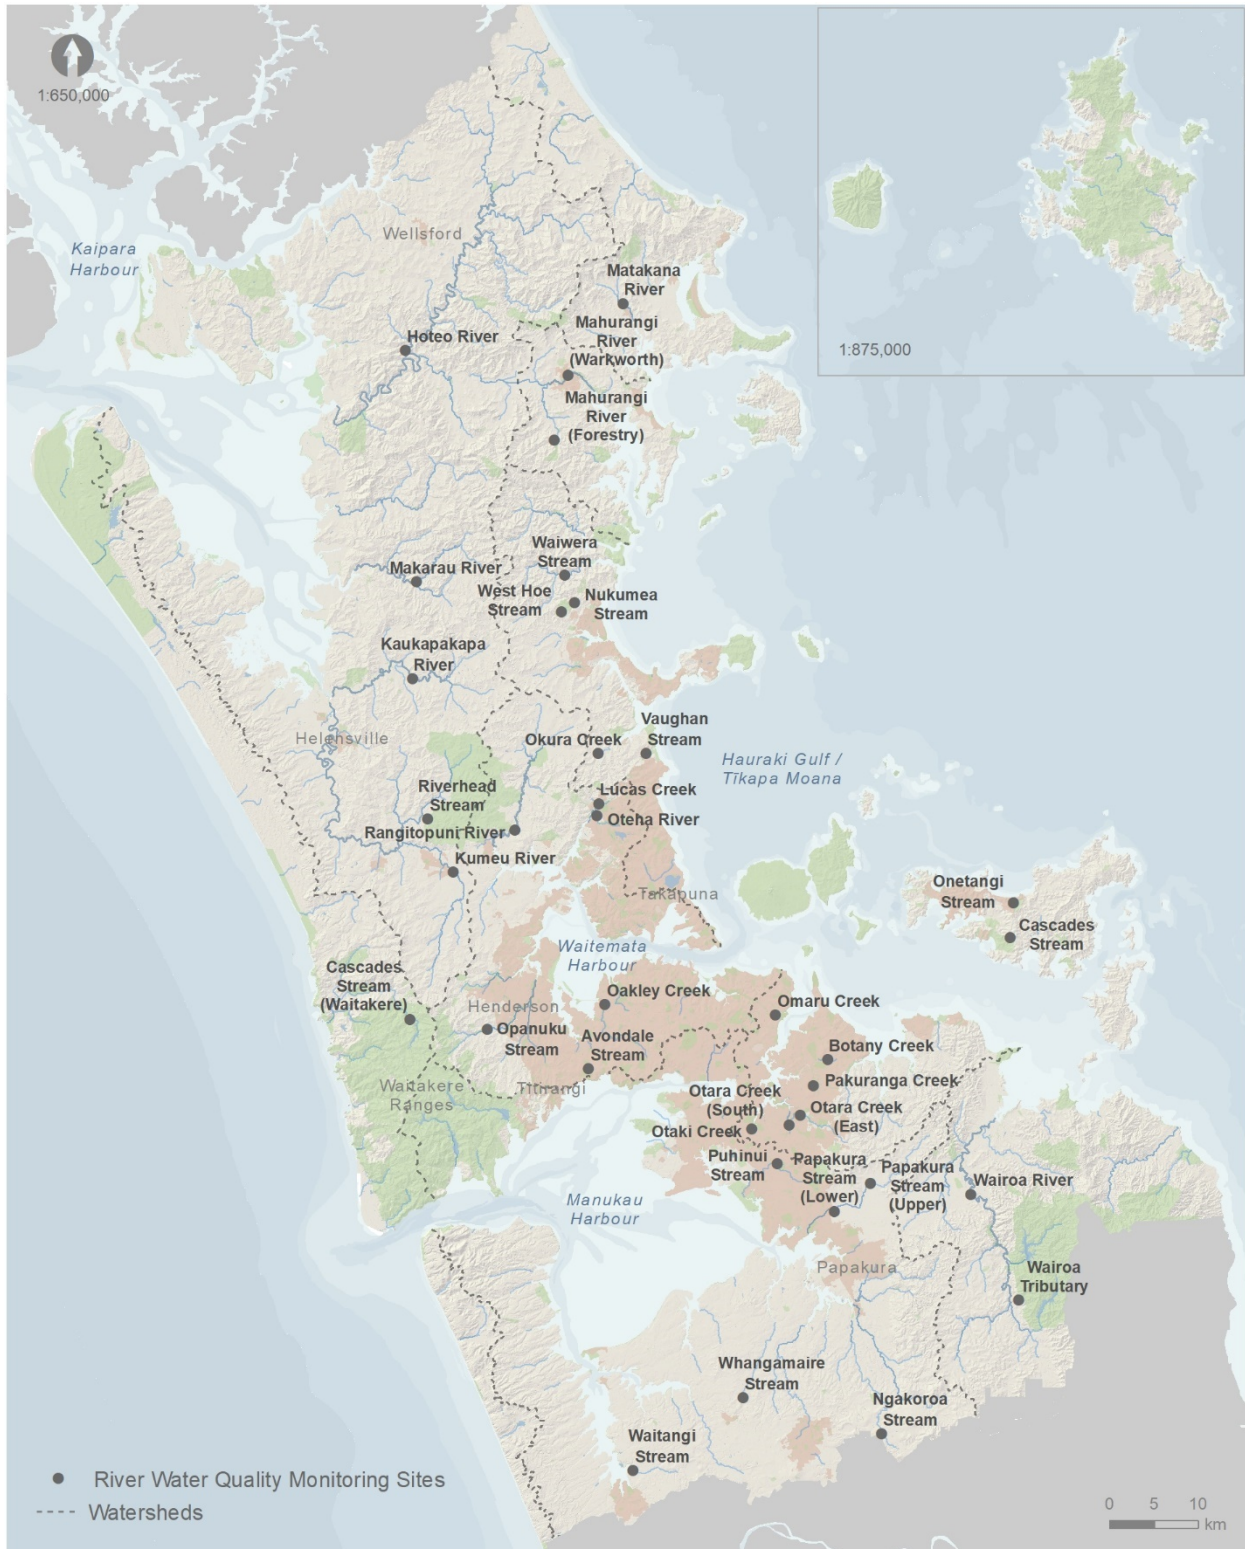 1:650,000
1:875,000
Kaipara
Harbour
Wellsford
Matakana
River
Mahurangi
River
(Warkworth)
Hoteo River
Mahurangi
River
(Forestry)
Waiwera
Stream
Makarau River
West Hoe
Stream
Nukumea
Stream
Kaukapakapa
River
Vaughan
Stream
Helensville
Okura Creek
Hauraki Gulf /
Tīkapa Moana
Riverhead
Stream
Lucas Creek
Rangitopuni River
Oteha River
Kumeu River
Takapuna
Onetangi
Stream
Cascades
Stream
Waitemata
Harbour
Cascades
Stream
(Waitakere)
Oakley Creek
Henderson
Omaru Creek
Opanuku
Stream
Avondale
Stream
Botany Creek
Waitakere
Ranges
Titirangi
Pakuranga Creek
Otara Creek
(South)
Otara Creek
(East)
Otaki Creek
Puhinui
Stream
Papakura
Stream
(Lower)
Papakura
Stream
(Upper)
Wairoa River
Manukau
Harbour
Papakura
Wairoa
Tributary
Whangamaire
Stream
Ngakoroa
Stream
Waitangi
Stream
River Water Quality Monitoring Sites
Watersheds
0 5 10
km